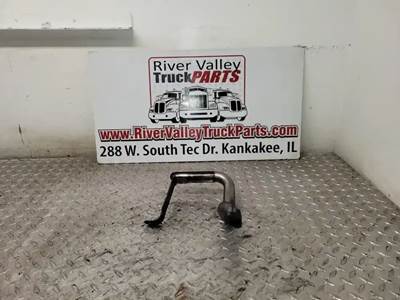 River Valley
TruckPARTS
www.RiverValleyTruckParts.com
288 W. South Tec Dr. Kankakee, IL